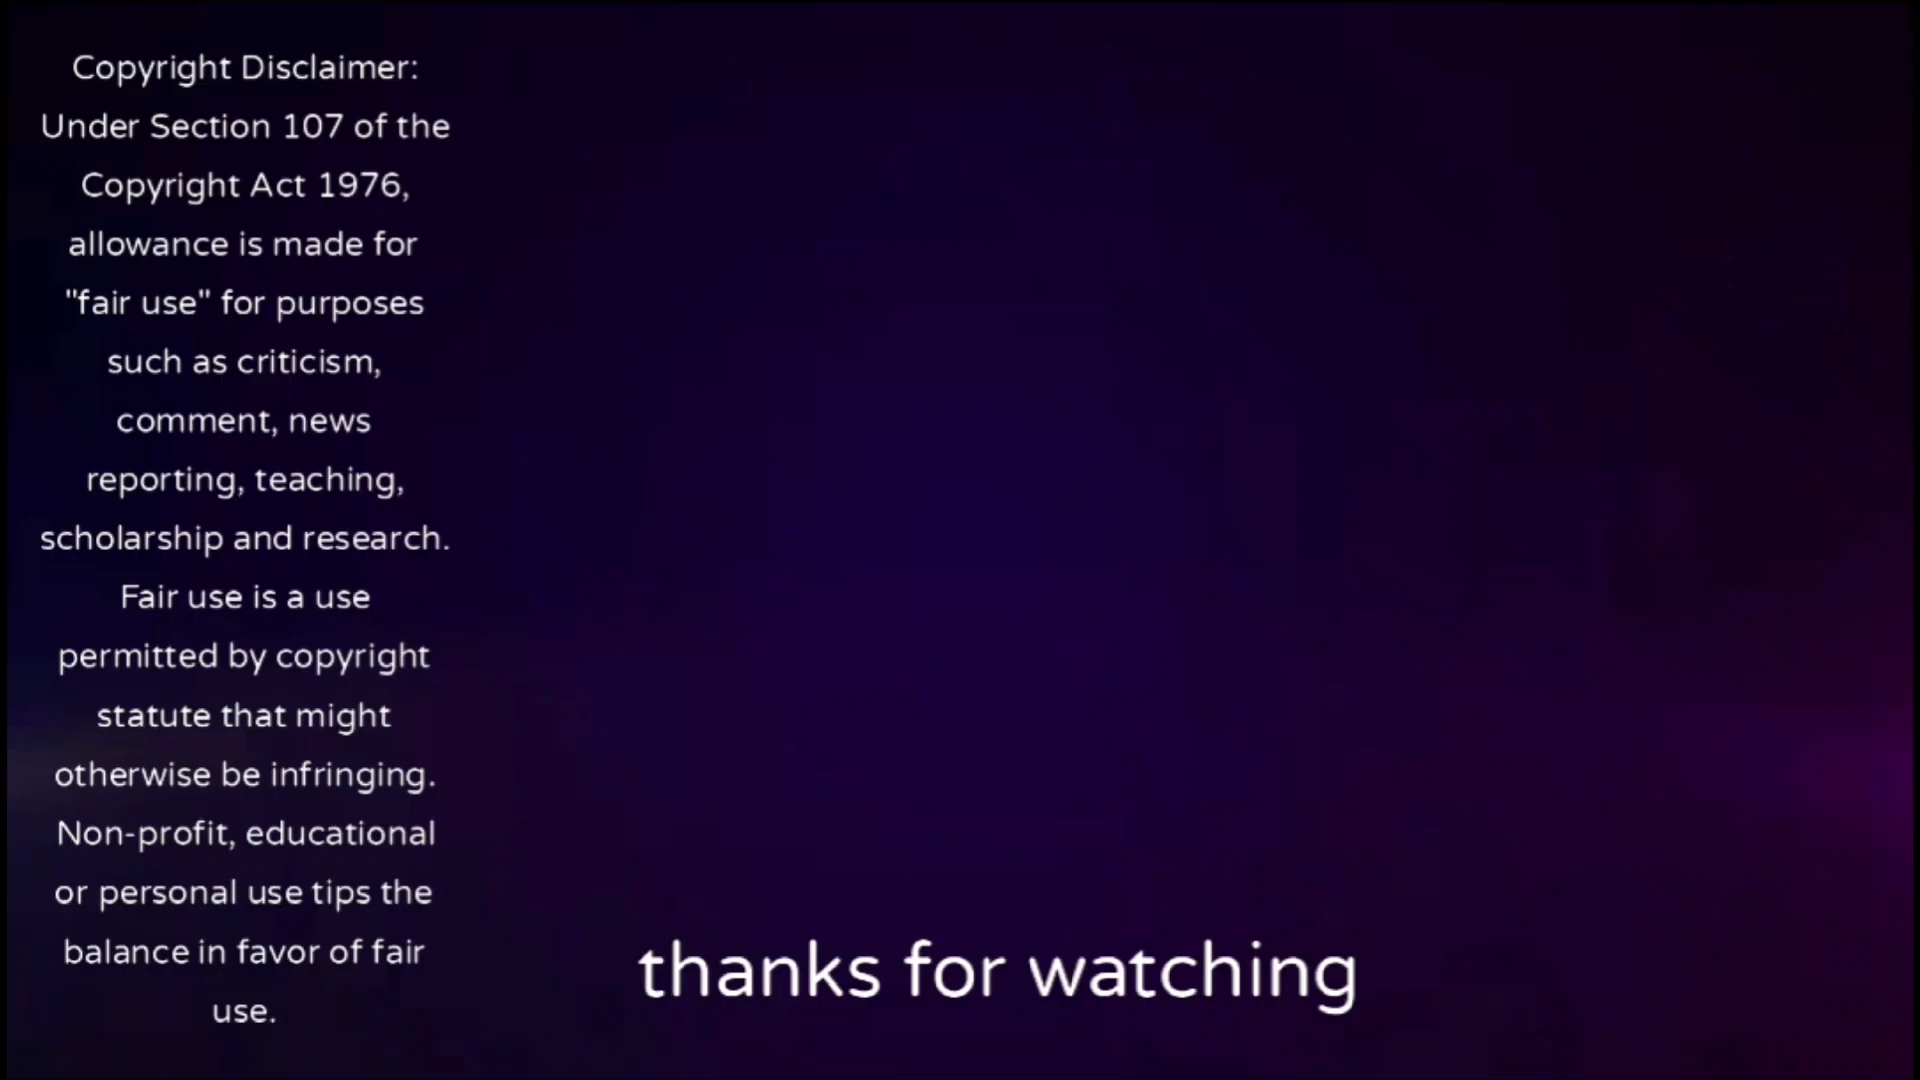 Copyright Disclaimer:
Under Section 107 of the
Copyright Act 1976,
allowance is made for
"fair use" for purposes
such as criticism,
comment, news
reporting, teaching,
scholarship and research.
Fair use is a use
permitted by copyright
statute that might
otherwise be infringing.
Non-profit, educational
or personal use tips the
balance in favor of fair
use.
thanks for watching